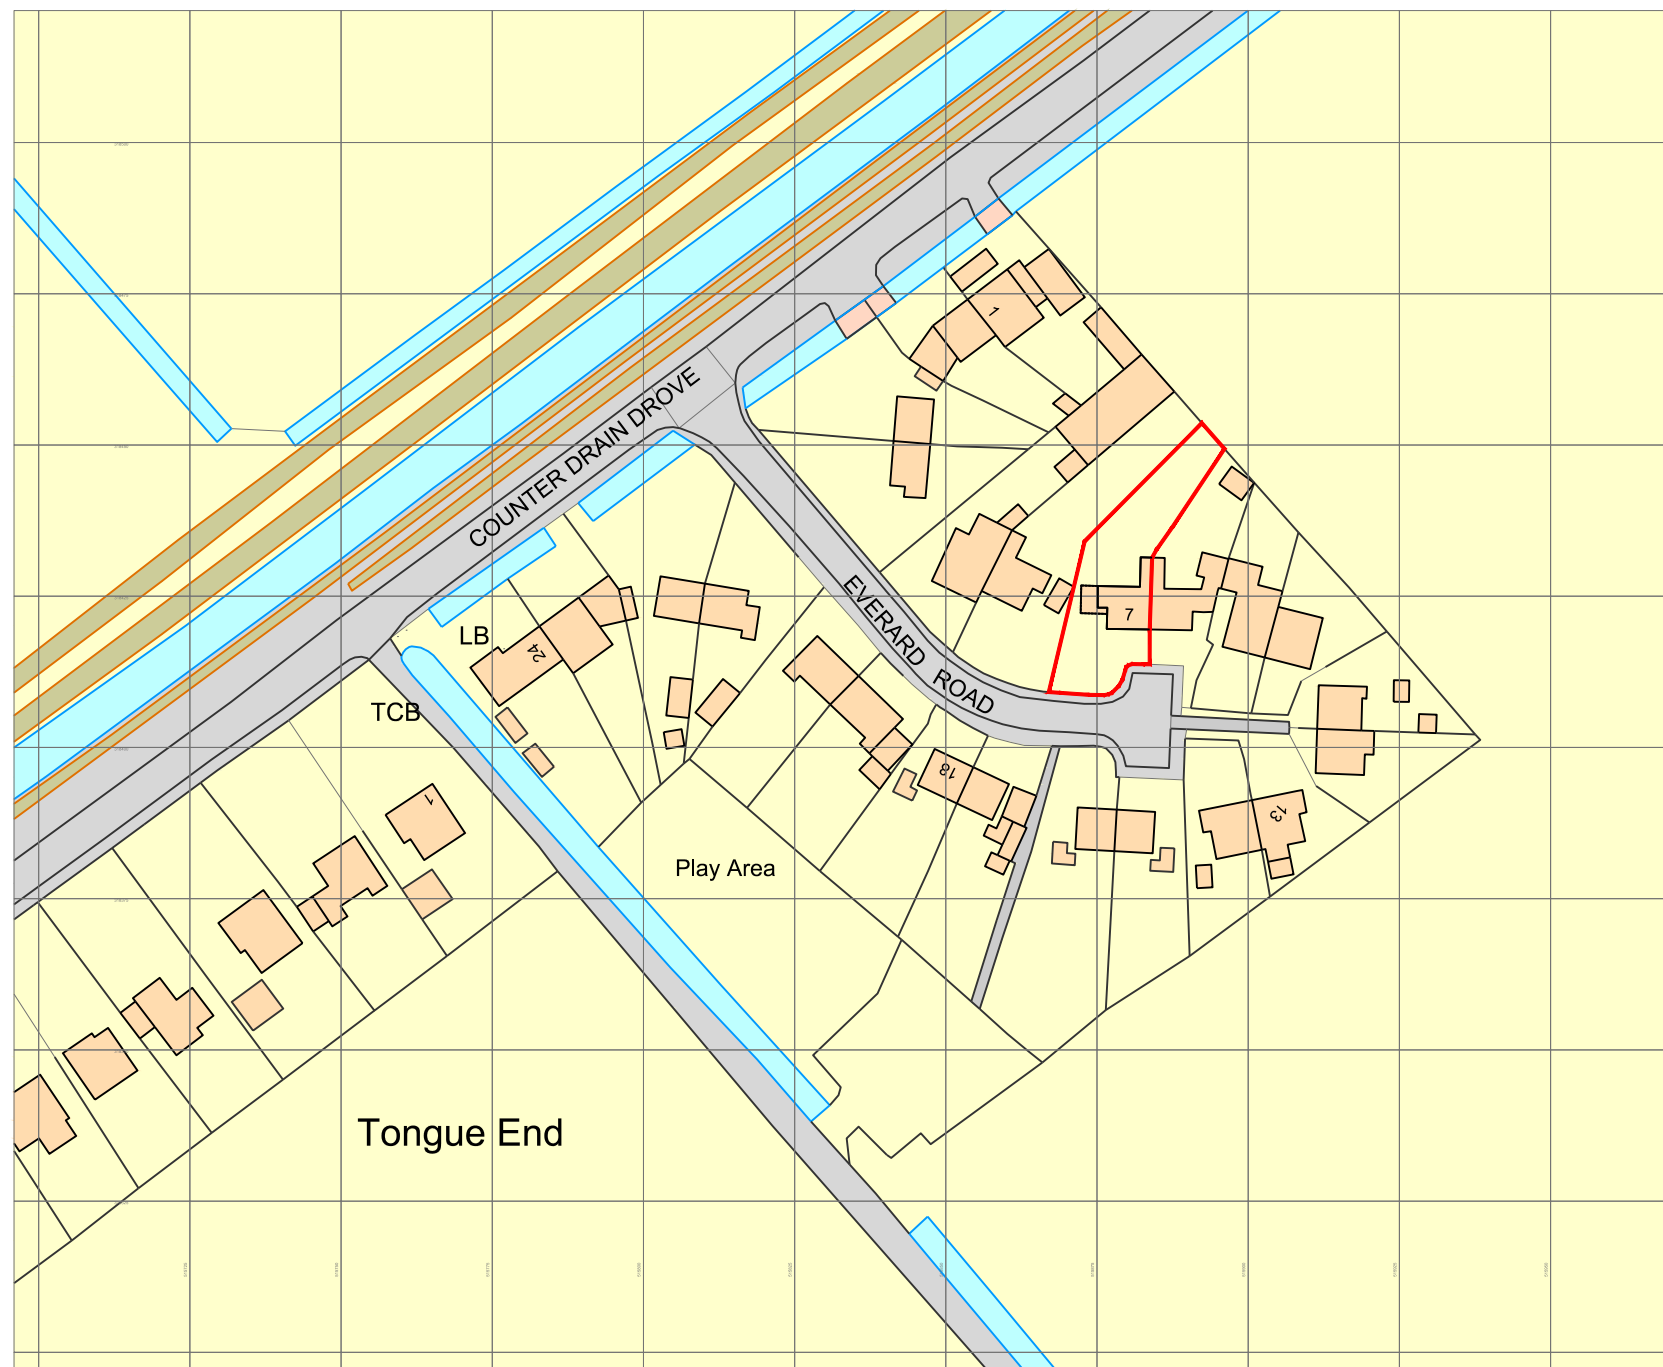 1
COUNTER DRAIN DROVE
EVERARD ROAD
7
LB
24
TCB
18
1
13
Play Area
Tongue End